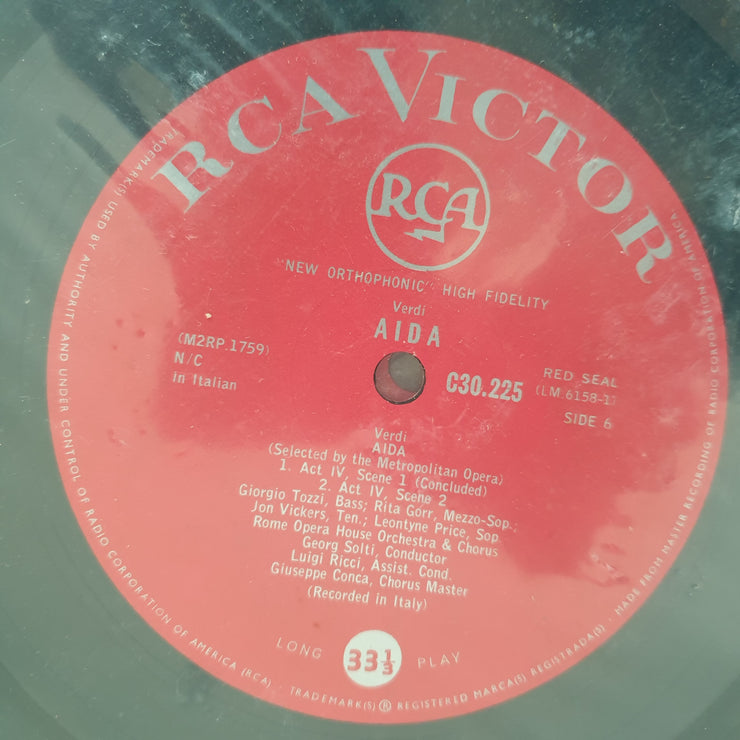 RCA VICTOR
RCA
"NEW ORTHOPHONIC" HIGH FIDELITY
Verdi
AIDA
(M2RP.1759)
N/C
in Italian
C30.225
RED SEAL
(LM.6158-1)
SIDE 6
Verdi
AIDA
(Selected by the Metropolitan Opera)
1. Act IV, Scene 1 (Concluded)
2. Act IV, Scene 2
Giorgio Tozzi, Bass; Rita Gorr, Mezzo-Sop.;
Jon Vickers, Ten.; Leontyne Price, Sop.
Rome Opera House Orchestra & Chorus
Georg Solti, Conductor
Luigi Ricci, Assist. Cond.
Giuseppe Conca, Chorus Master
(Recorded in Italy)
LONG 33⅓ PLAY
TRADEMARK(S) USED BY AUTHORITY AND UNDER CONTROL OF RADIO CORPORATION OF AMERICA (RCA) · TRADEMARK(S) ® REGISTERED MARCA(S) REGISTRADA(S) · MADE FROM MASTER RECORDING OF RADIO CORPORATION OF AMERICA